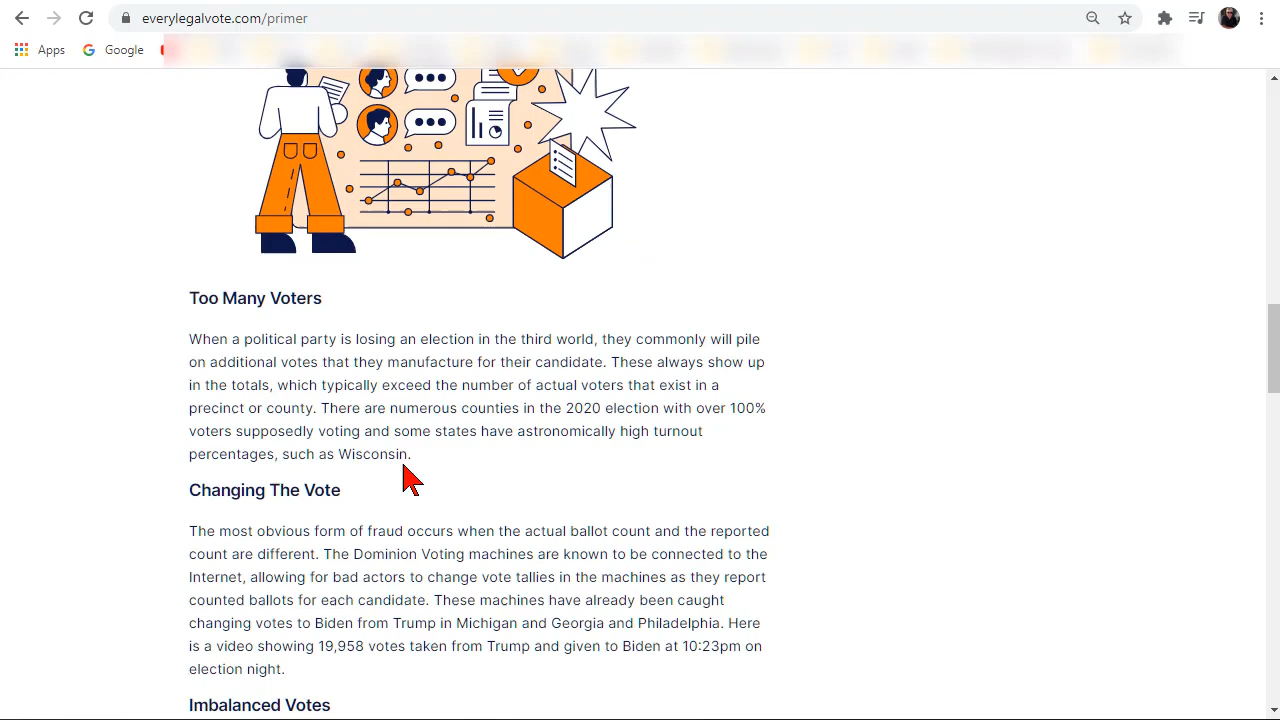 everylegalvote.com/primer
Apps Google
Too Many Voters
When a political party is losing an election in the third world, they commonly will pile
on additional votes that they manufacture for their candidate. These always show up
in the totals, which typically exceed the number of actual voters that exist in a
precinct or county. There are numerous counties in the 2020 election with over 100%
voters supposedly voting and some states have astronomically high turnout
percentages, such as Wisconsin.
Changing The Vote
The most obvious form of fraud occurs when the actual ballot count and the reported
count are different. The Dominion Voting machines are known to be connected to the
Internet, allowing for bad actors to change vote tallies in the machines as they report
counted ballots for each candidate. These machines have already been caught
changing votes to Biden from Trump in Michigan and Georgia and Philadelphia. Here
is a video showing 19,958 votes taken from Trump and given to Biden at 10:23pm on
election night.
Imbalanced Votes